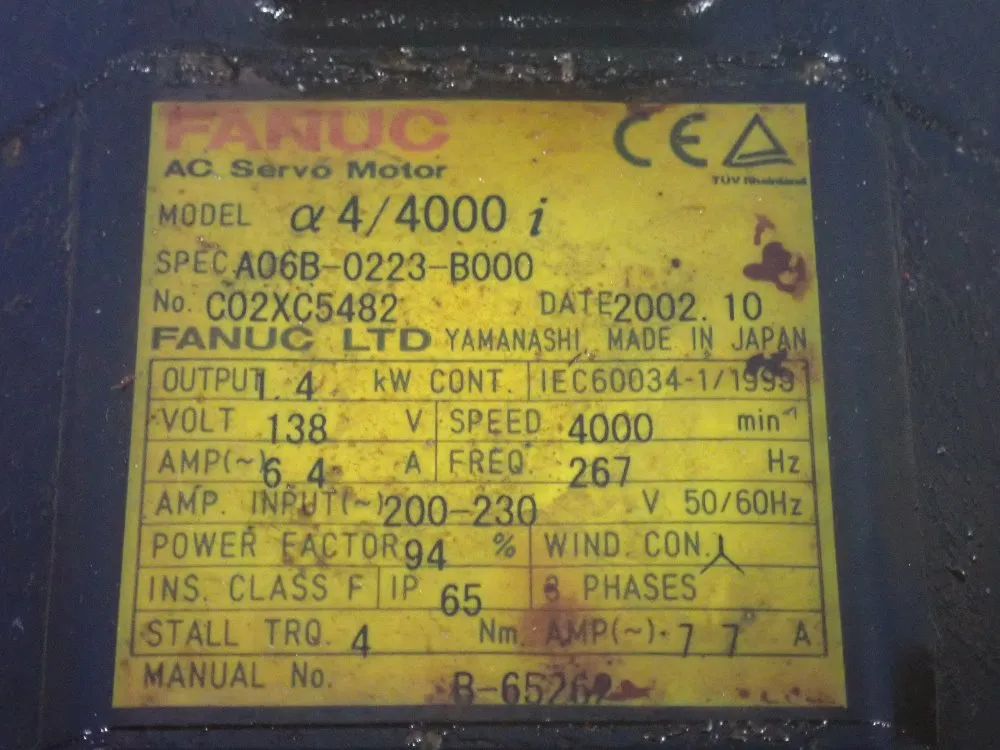 FANUC
CE
TÜV Rheinland
AC Servo Motor
MODEL α4/4000 i
SPEC. A06B-0223-B000
No. C02XC5482 DATE 2002. 10
FANUC LTD YAMANASHI, MADE IN JAPAN
OUTPUT 1.4 kW CONT. IEC60034-1/1999
VOLT 138 V SPEED 4000 min⁻¹
AMP(~) 6.4 A FREQ. 267 Hz
AMP. INPUT(~) 200-230 V 50/60Hz
POWER FACTOR 94 % WIND. CON.
INS. CLASS F IP 65 3 PHASES
STALL TRQ. 4 Nm. AMP(~). 7.7 A
MANUAL No. B-65262